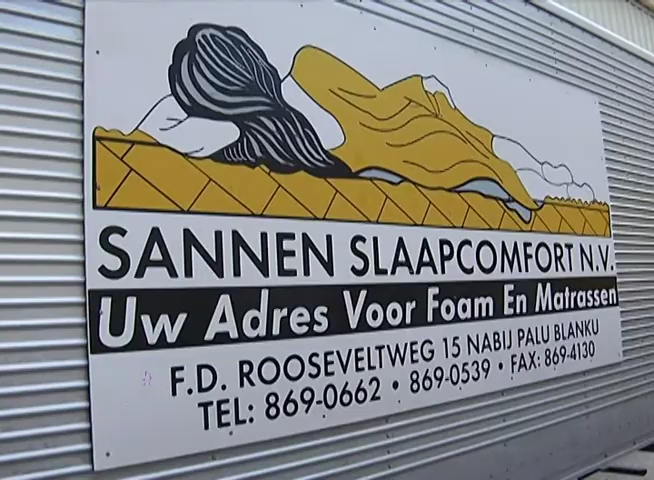 SANNEN SLAAPCOMFORT N.V.
Uw Adres Voor Foam En Matrassen
F.D. ROOSEVELTWEG 15 NABIJ PALU BLANKU
TEL: 869-0662 • 869-0539 • FAX: 869-4130